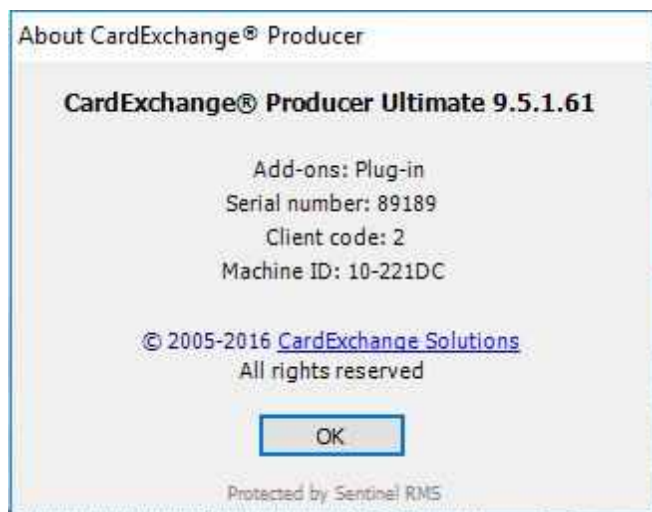 About CardExchange® Producer
CardExchange® Producer Ultimate 9.5.1.61
Add-ons: Plug-in
Serial number: 89189
Client code: 2
Machine ID: 10-221DC
© 2005-2016 CardExchange Solutions
All rights reserved
OK
Protected by Sentinel RMS